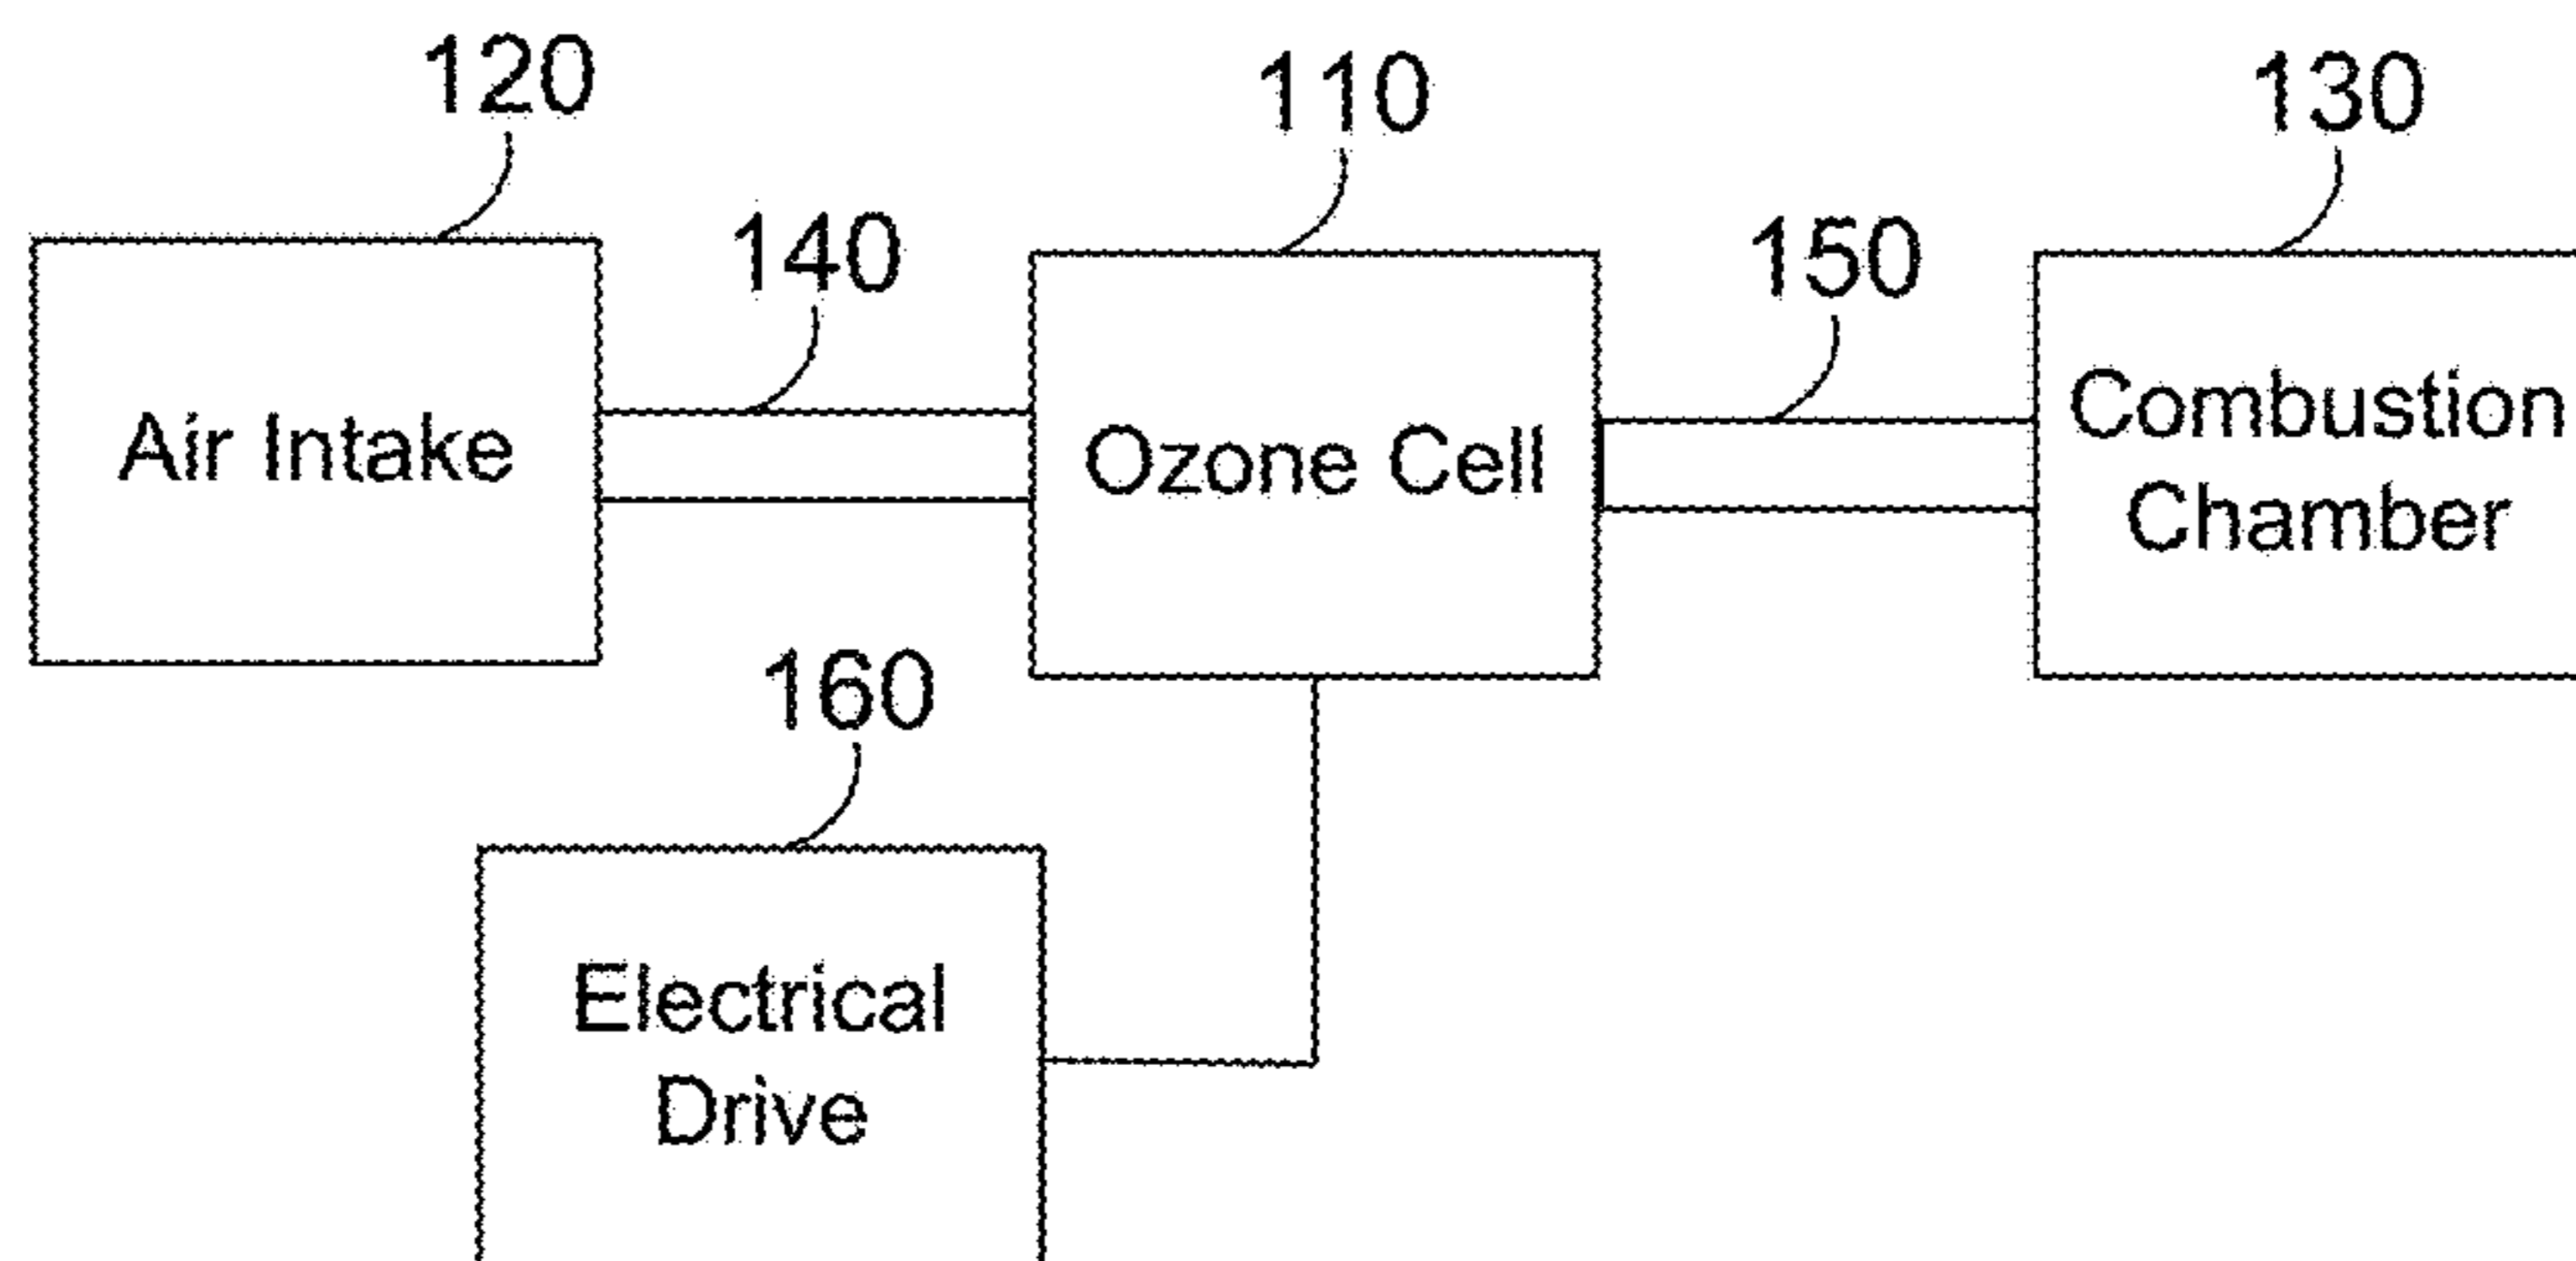 120
110
130
140
150
Air Intake
Ozone Cell
Combustion
Chamber
160
Electrical
Drive